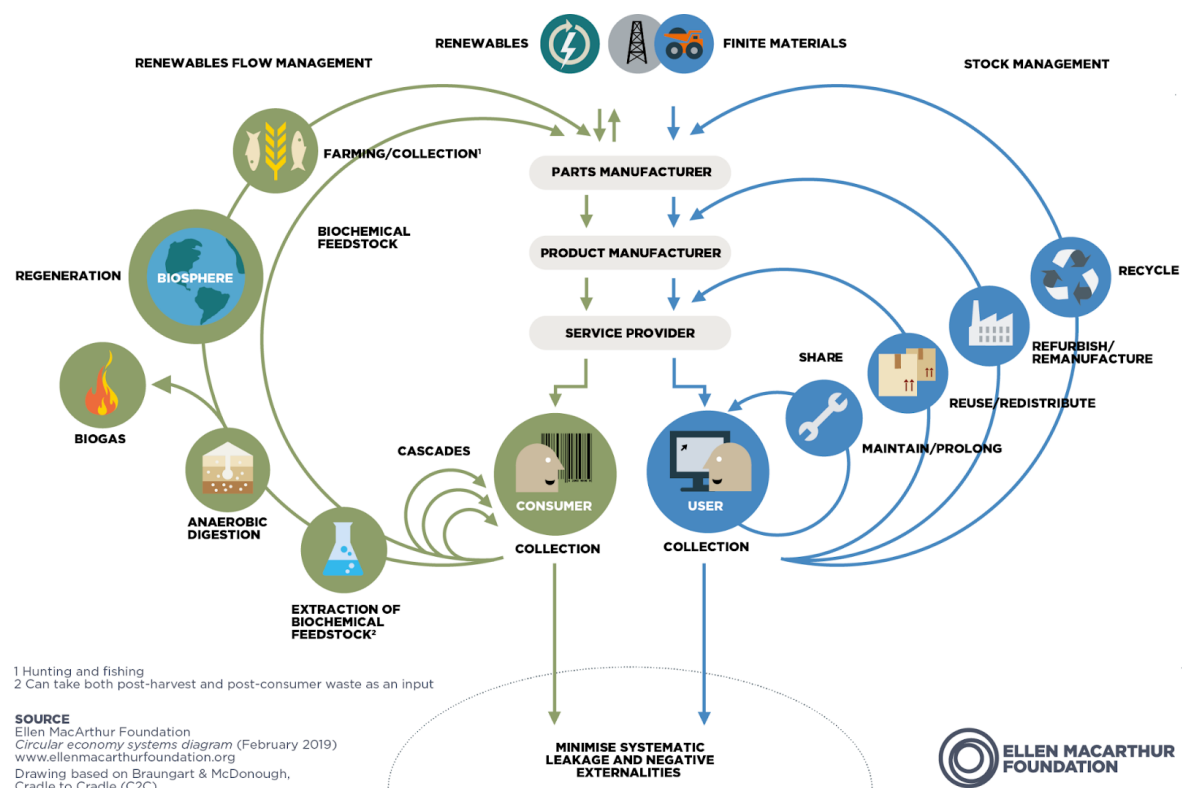 RENEWABLES
FINITE MATERIALS
RENEWABLES FLOW MANAGEMENT
STOCK MANAGEMENT
FARMING/COLLECTION¹
PARTS MANUFACTURER
BIOCHEMICAL
FEEDSTOCK
PRODUCT MANUFACTURER
REGENERATION
BIOSPHERE
RECYCLE
SERVICE PROVIDER
SHARE
REFURBISH/
REMANUFACTURE
REUSE/REDISTRIBUTE
BIOGAS
CASCADES
MAINTAIN/PROLONG
CONSUMER
USER
ANAEROBIC
DIGESTION
COLLECTION
COLLECTION
EXTRACTION OF
BIOCHEMICAL
FEEDSTOCK²
1 Hunting and fishing
2 Can take both post-harvest and post-consumer waste as an input
SOURCE
Ellen MacArthur Foundation
Circular economy systems diagram (February 2019)
www.ellenmacarthurfoundation.org
Drawing based on Braungart & McDonough,
Cradle to Cradle (C2C)
MINIMISE SYSTEMATIC
LEAKAGE AND NEGATIVE
EXTERNALITIES
ELLEN MACARTHUR
FOUNDATION